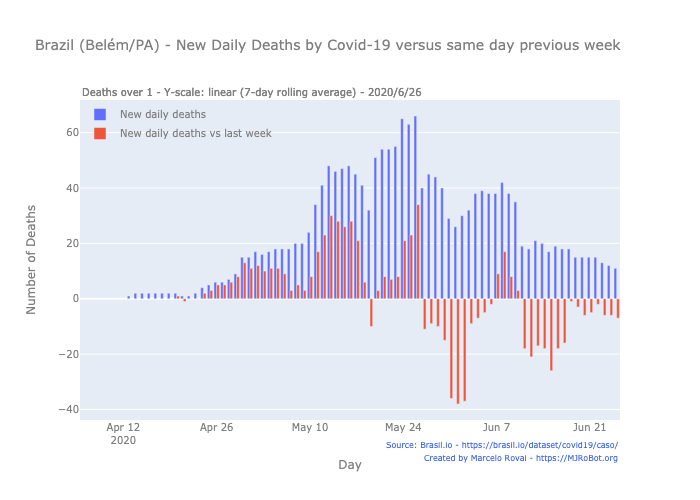 Brazil (Belém/PA) - New Daily Deaths by Covid-19 versus same day previous week
Deaths over 1 - Y-scale: linear (7-day rolling average) - 2020/6/26
New daily deaths
New daily deaths vs last week
Number of Deaths
60
40
20
0
−20
−40
Apr 12 Apr 26 May 10 May 24 Jun 7 Jun 21
2020
Source: Brasil.io - https://brasil.io/dataset/covid19/caso/
Created by Marcelo Rovai - https://MJRoBot.org
Day